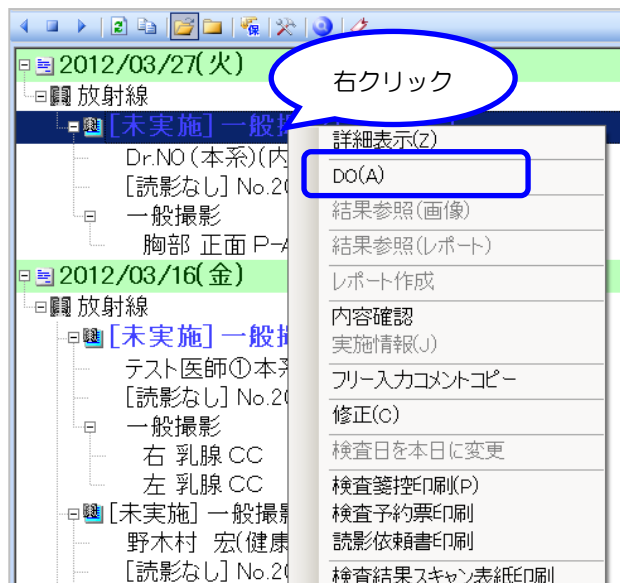 2012/03/27(火)
放射線
[未実施] 一般撮
Dr.NO (本系)(内
[読影なし] No.20
一般撮影
胸部 正面 P-A
2012/03/16(金)
放射線
[未実施] 一般撮
テスト医師①本系
[読影なし] No.20
一般撮影
右 乳腺 CC
左 乳腺 CC
[未実施] 一般撮影
野木村 宏(健康
[読影なし] No.20
右クリック
詳細表示(Z)
DO(A)
結果参照(画像)
結果参照(レポート)
レポート作成
内容確認
実施情報(J)
フリー入力コメントコピー
修正(C)
検査日を本日に変更
検査箋控印刷(P)
検査予約票印刷
読影依頼書印刷
検査結果スキャン表紙印刷